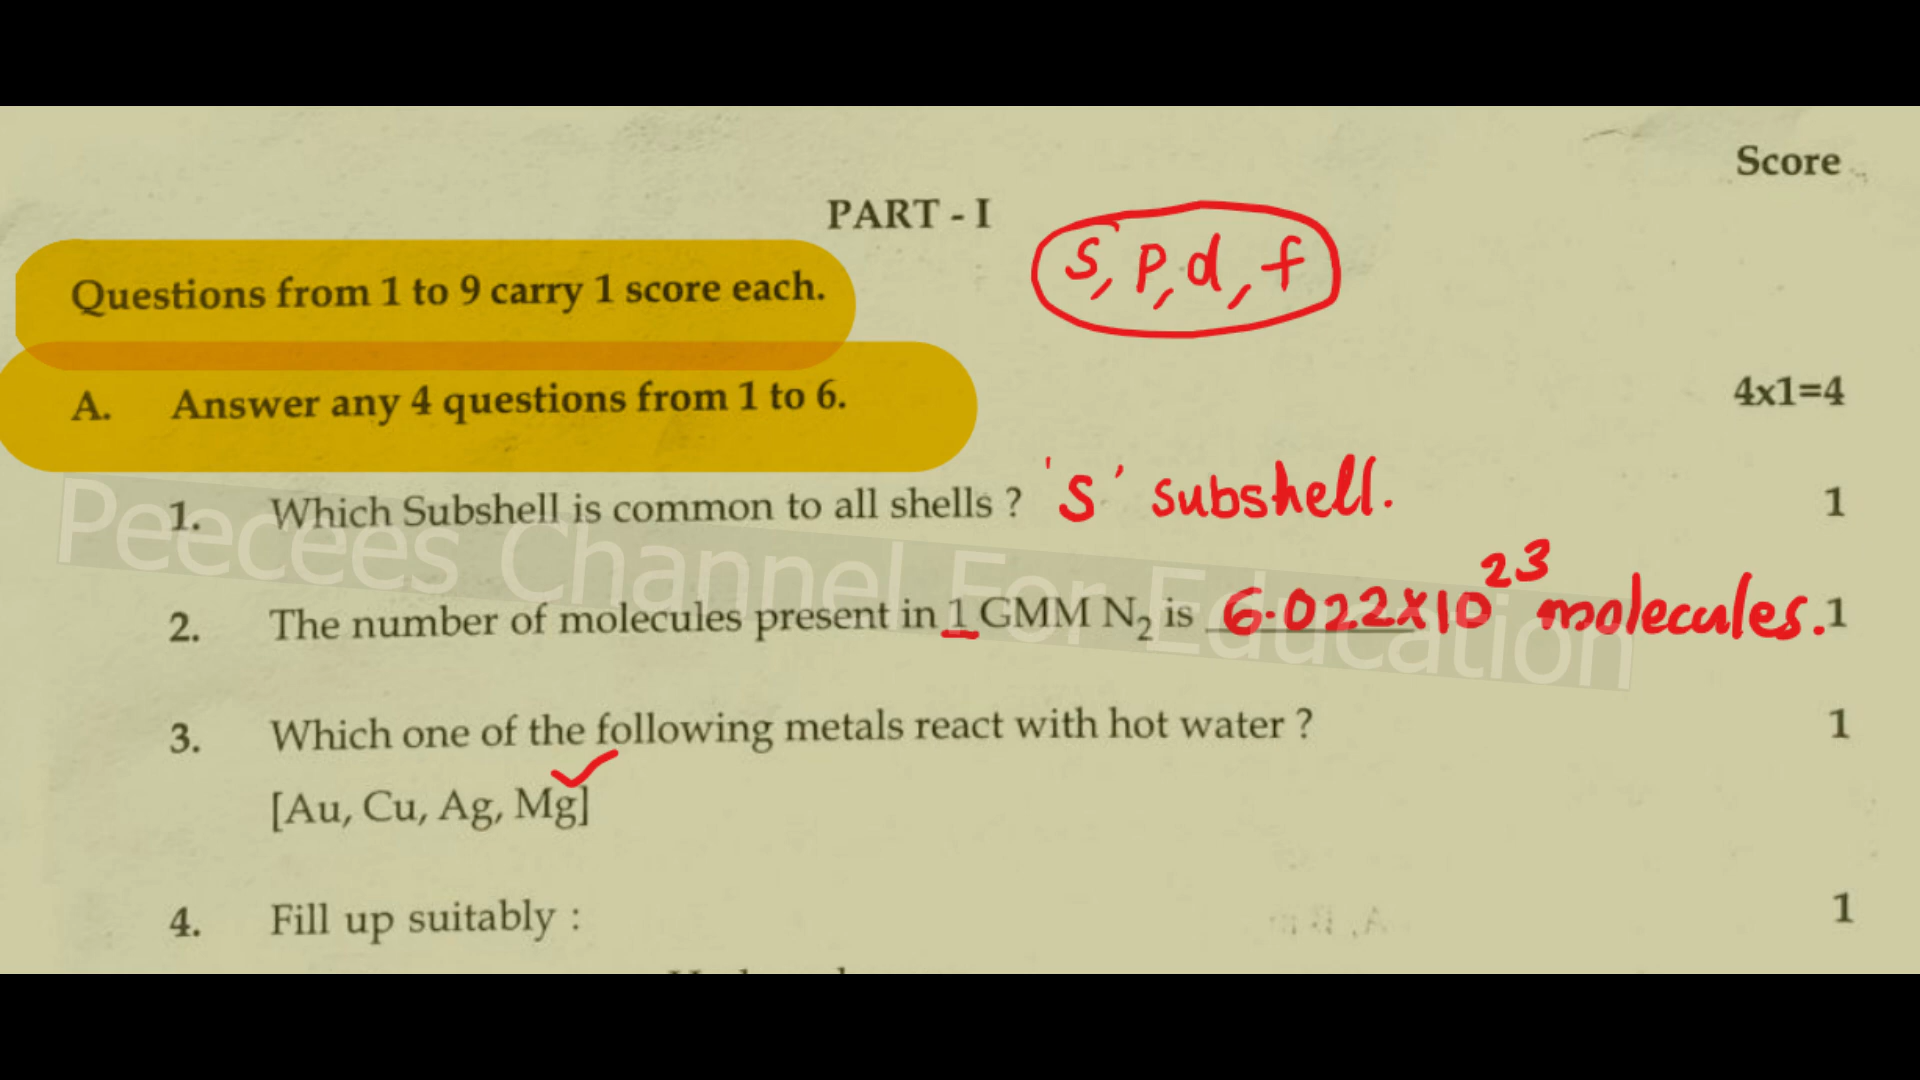 Score
PART - I
s, p, d, f
Questions from 1 to 9 carry 1 score each.
A. Answer any 4 questions from 1 to 6. 4x1=4
1. Which Subshell is common to all shells ? 's' subshell. 1
Peecees Channel For Education
2. The number of molecules present in 1 GMM N₂ is 6.022×10²³ molecules. 1
3. Which one of the following metals react with hot water ? 1
[Au, Cu, Ag, Mg]
4. Fill up suitably : 1